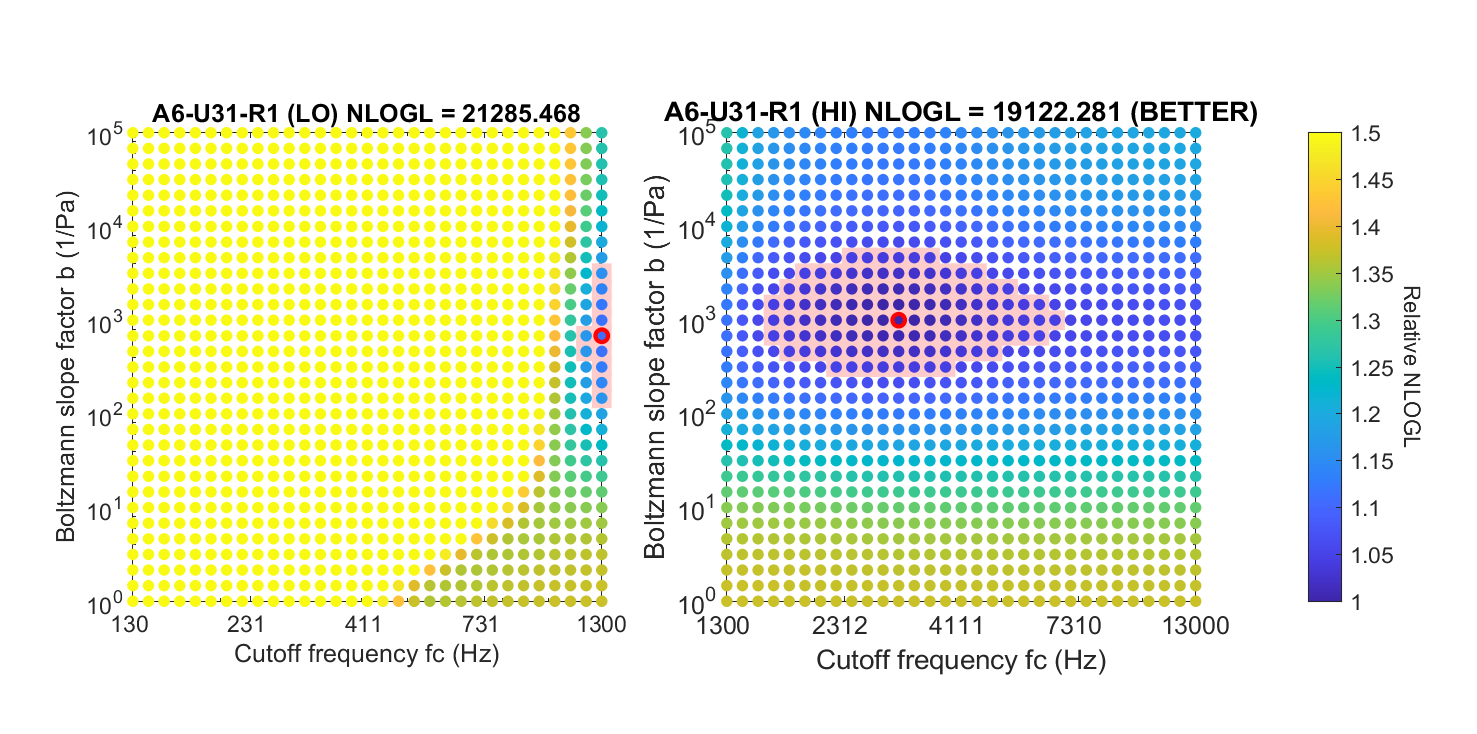 A6-U31-R1 (LO) NLOGL = 21285.468
10^5
10^4
10^3
10^2
10^1
10^0
Boltzmann slope factor b (1/Pa)
130 231 411 731 1300
Cutoff frequency fc (Hz)
A6-U31-R1 (HI) NLOGL = 19122.281 (BETTER)
10^5
10^4
10^3
10^2
10^1
10^0
Boltzmann slope factor b (1/Pa)
1300 2312 4111 7310 13000
Cutoff frequency fc (Hz)
1.5
1.45
1.4
1.35
1.3
1.25
1.2
1.15
1.1
1.05
1
Relative NLOGL